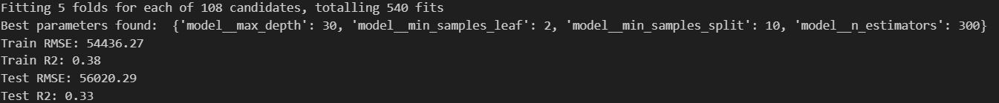 Fitting 5 folds for each of 108 candidates, totalling 540 fits
Best parameters found:  {'model__max_depth': 30, 'model__min_samples_leaf': 2, 'model__min_samples_split': 10, 'model__n_estimators': 300}
Train RMSE: 54436.27
Train R2: 0.38
Test RMSE: 56020.29
Test R2: 0.33